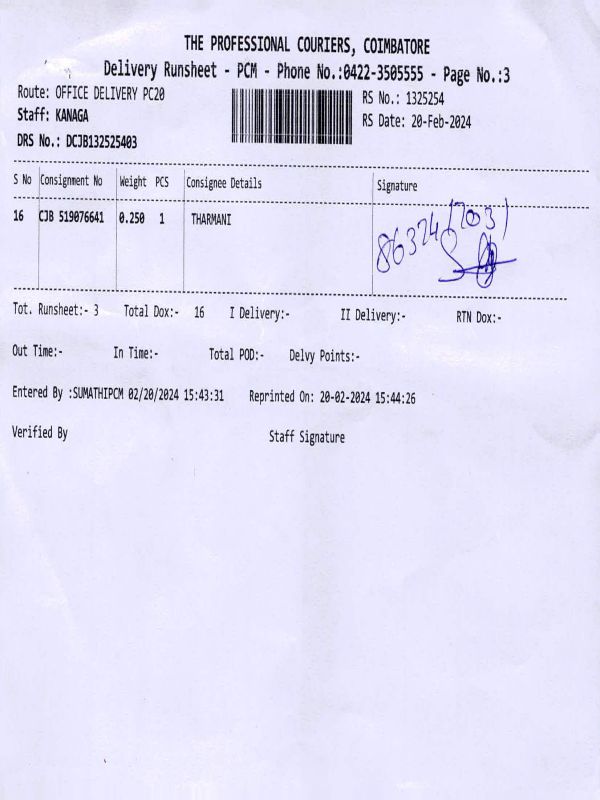 THE PROFESSIONAL COURIERS, COIMBATORE
Delivery Runsheet - PCM - Phone No.:0422-3505555 - Page No.:3
Route: OFFICE DELIVERY PC20
RS No.: 1325254
Staff: KANAGA
RS Date: 20-Feb-2024
DRS No.: DCJB132525403
S No Consignment No Weight PCS Consignee Details Signature
16 CJB 519076641 0.250 1 THARMANI
8637417031
Tot. Runsheet:- 3 Total Dox:- 16 I Delivery:- II Delivery:- RTN Dox:-
Out Time:- In Time:- Total POD:- Delvy Points:-
Entered By :SUMATHIPCM 02/20/2024 15:43:31 Reprinted On: 20-02-2024 15:44:26
Verified By Staff Signature